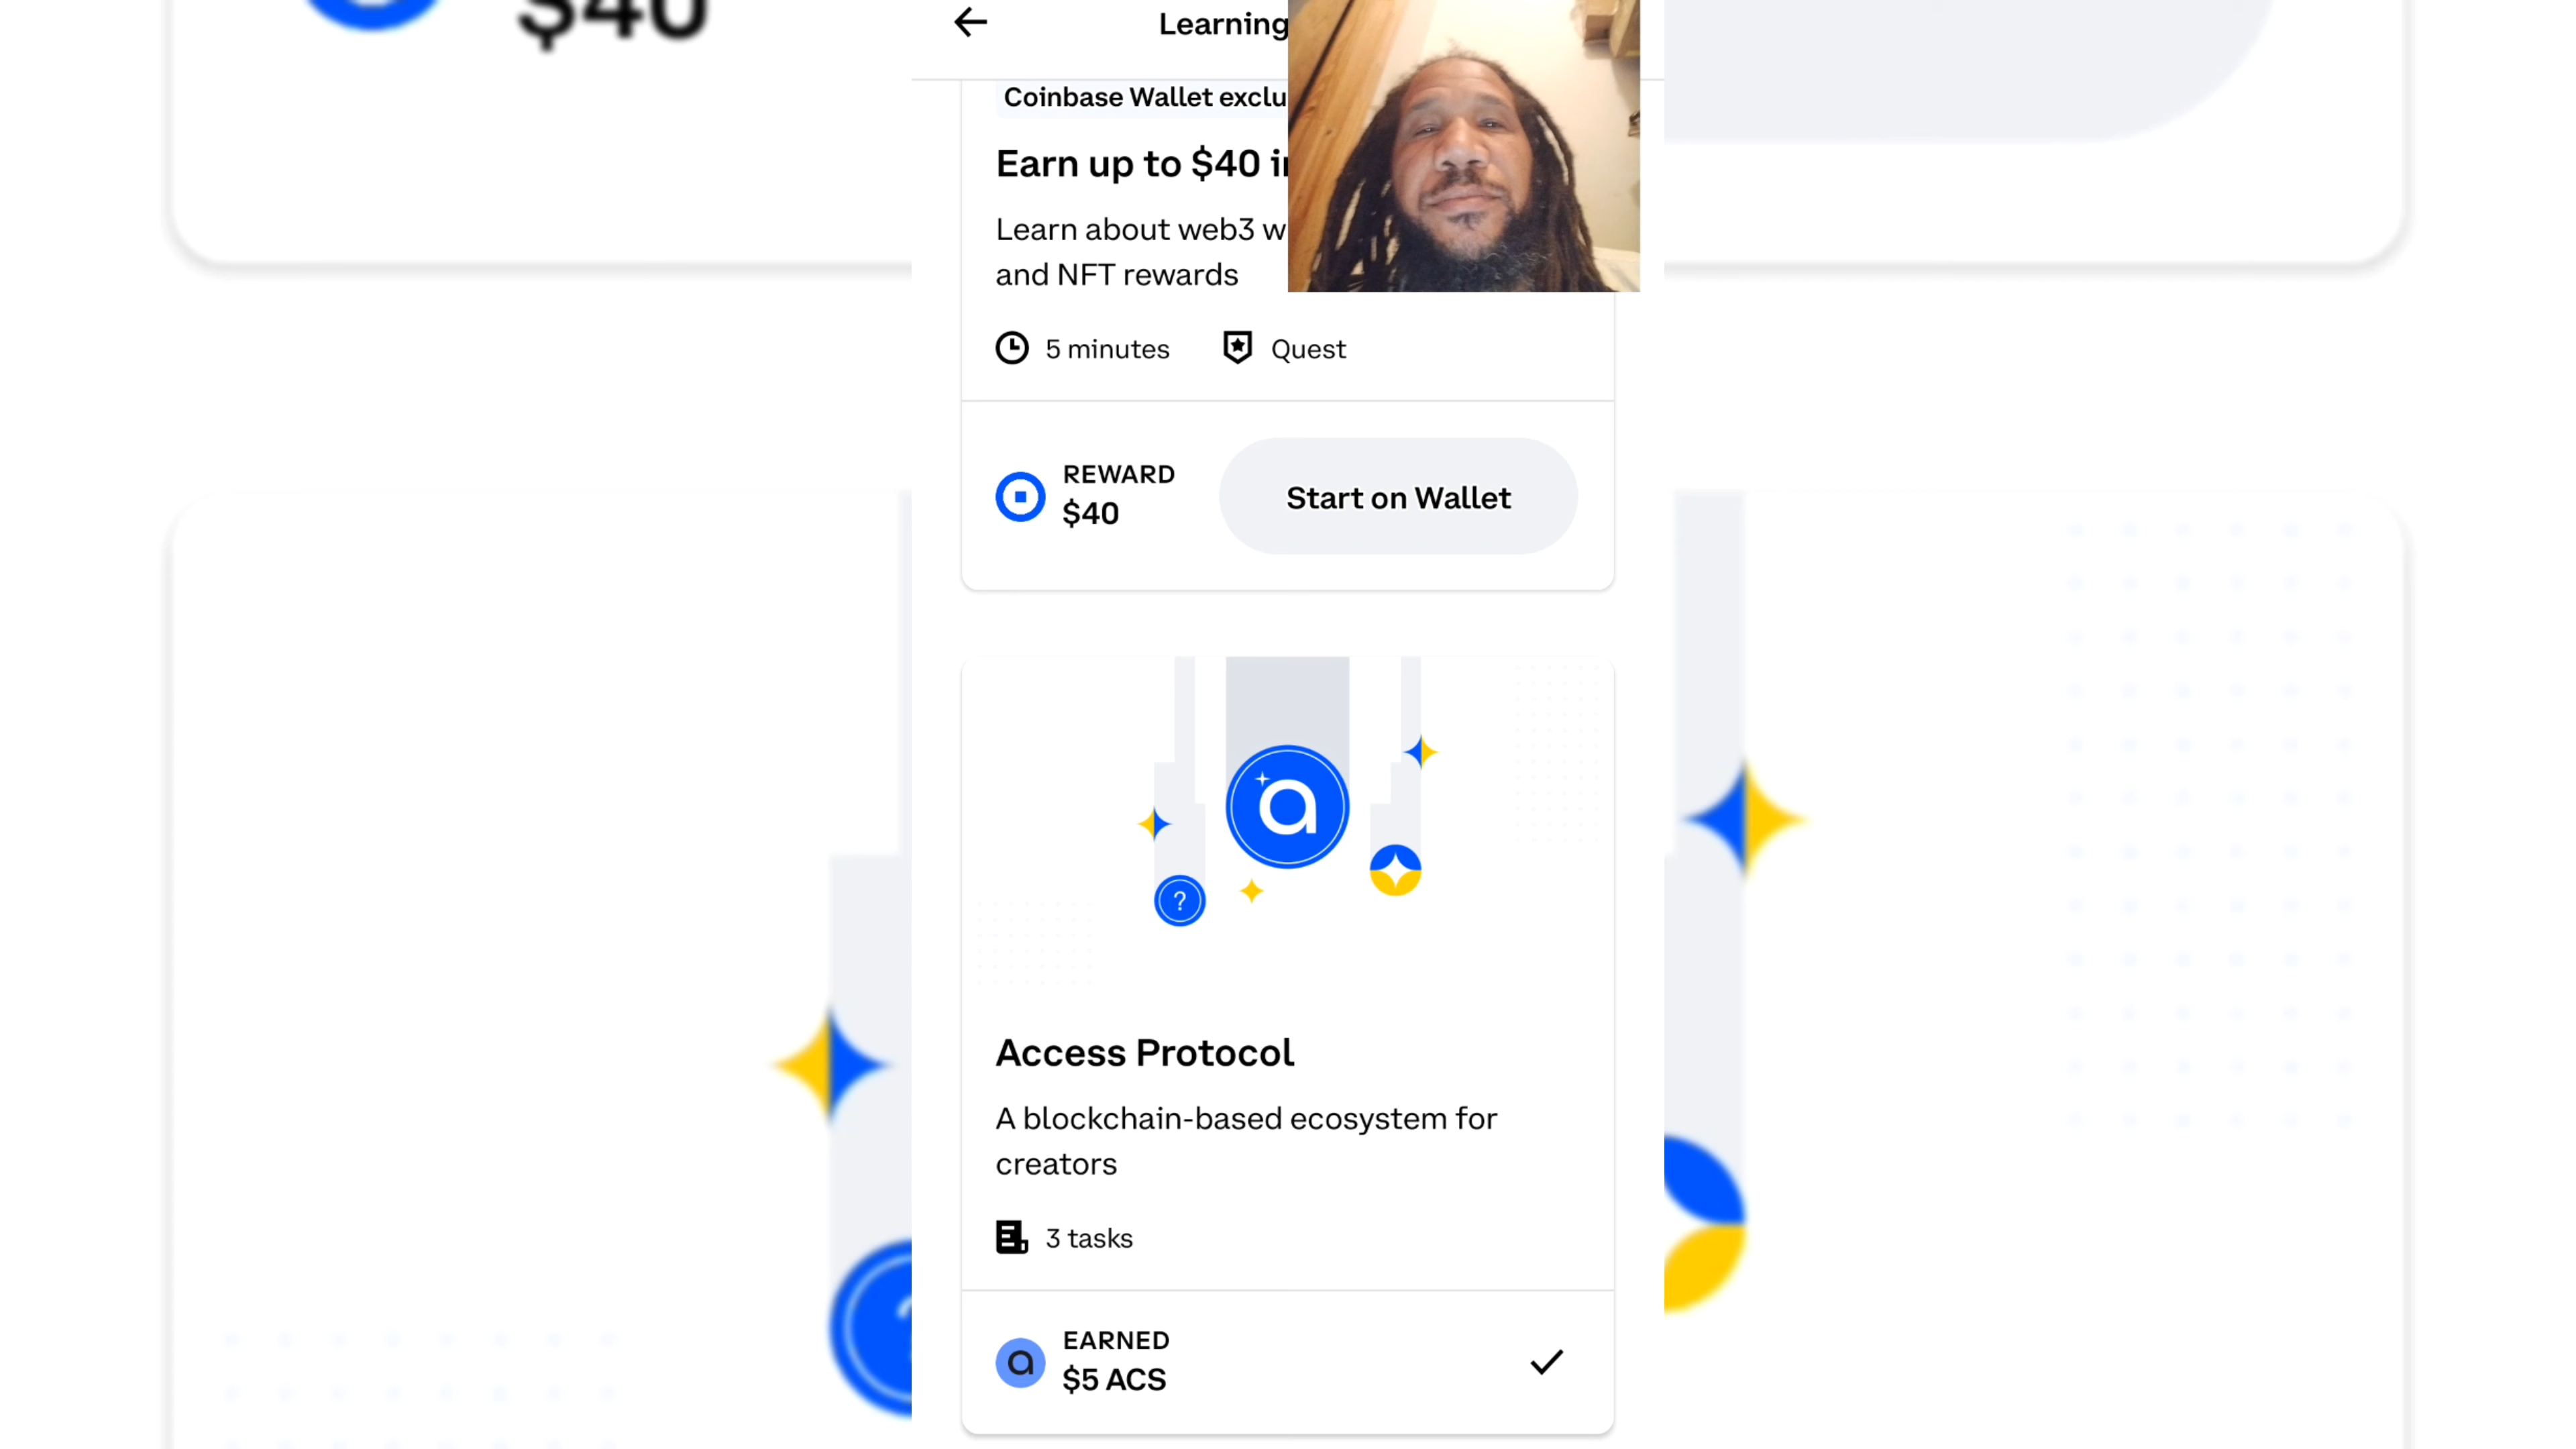 $40
Learning
Coinbase Wallet exclu
Earn up to $40 i
Learn about web3 w
and NFT rewards
5 minutes
Quest
REWARD
$40
Start on Wallet
a
?
Access Protocol
A blockchain-based ecosystem for
creators
3 tasks
EARNED
a
$5 ACS